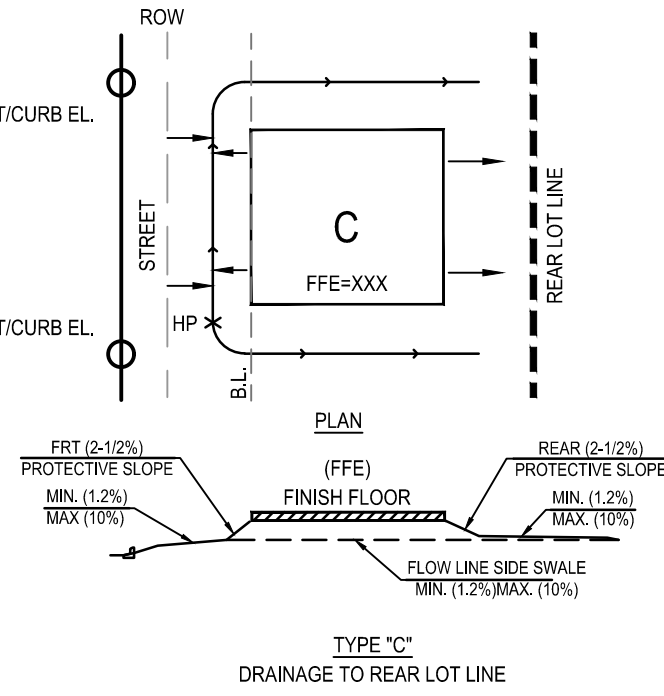 ROW
T/CURB EL.
STREET
C
FFE=XXX
REAR LOT LINE
T/CURB EL.
HP
B.L.
PLAN
FRT (2-1/2%)
PROTECTIVE SLOPE
MIN. (1.2%)
MAX (10%)
(FFE)
FINISH FLOOR
REAR (2-1/2%)
PROTECTIVE SLOPE
MIN. (1.2%)
MAX. (10%)
FLOW LINE SIDE SWALE
MIN. (1.2%)MAX. (10%)
TYPE "C"
DRAINAGE TO REAR LOT LINE